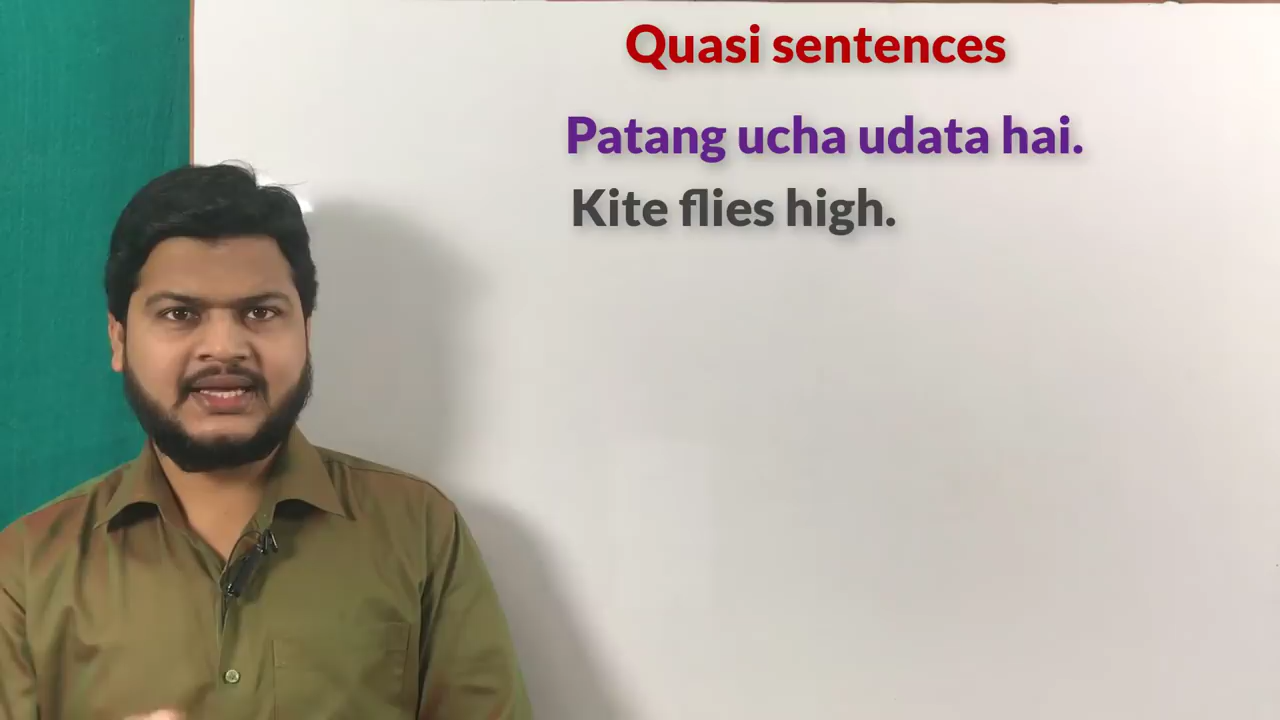 Quasi sentences
Patang ucha udata hai.
Kite flies high.